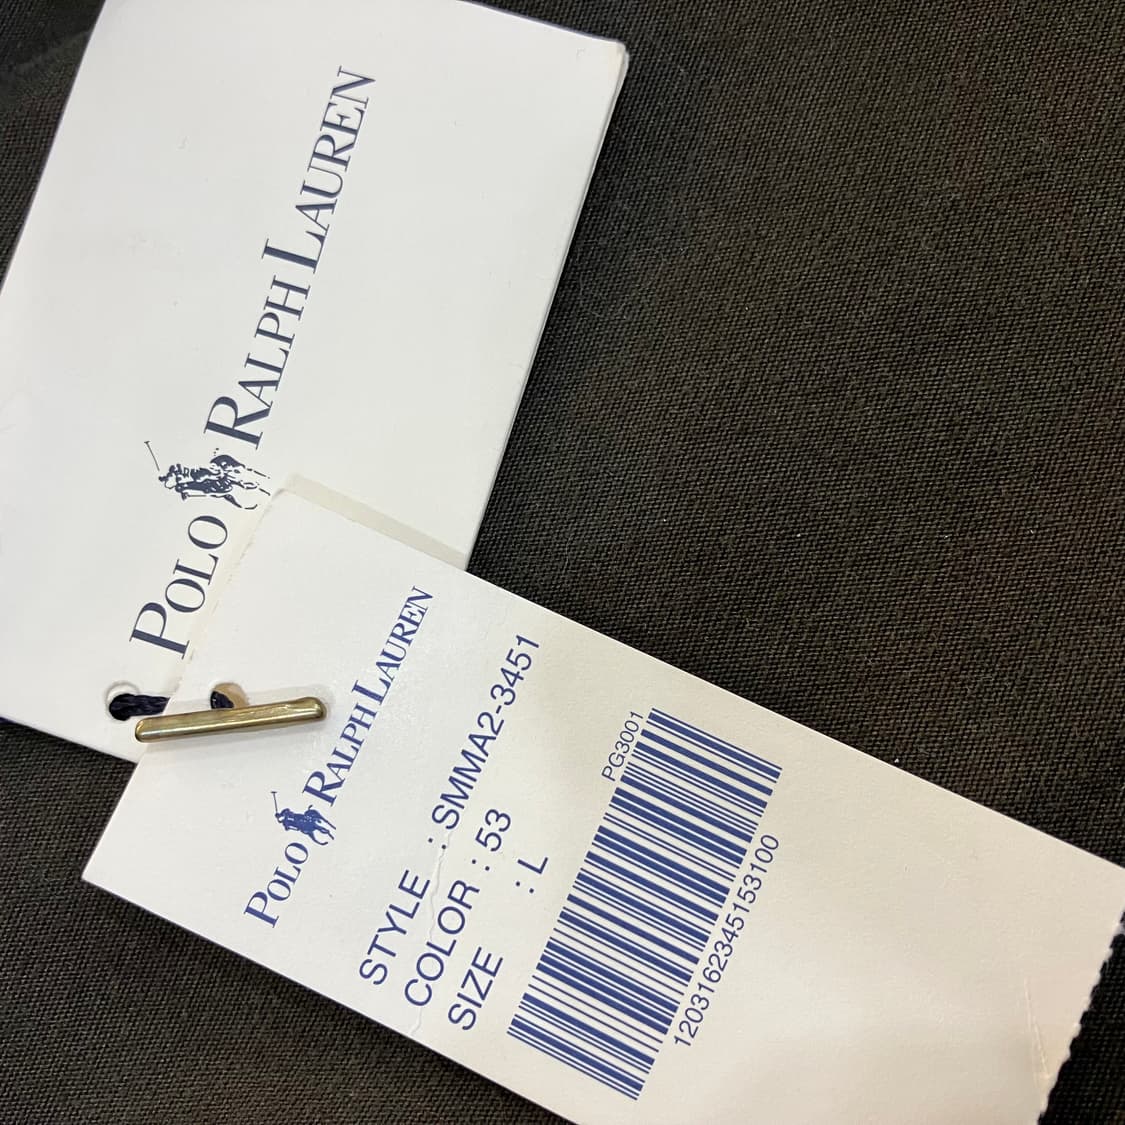 POLO RALPH LAUREN
POLO RALPH LAUREN
STYLE : SMMA2-3451
COLOR : 53
SIZE : L
PG3001
1203162345153100